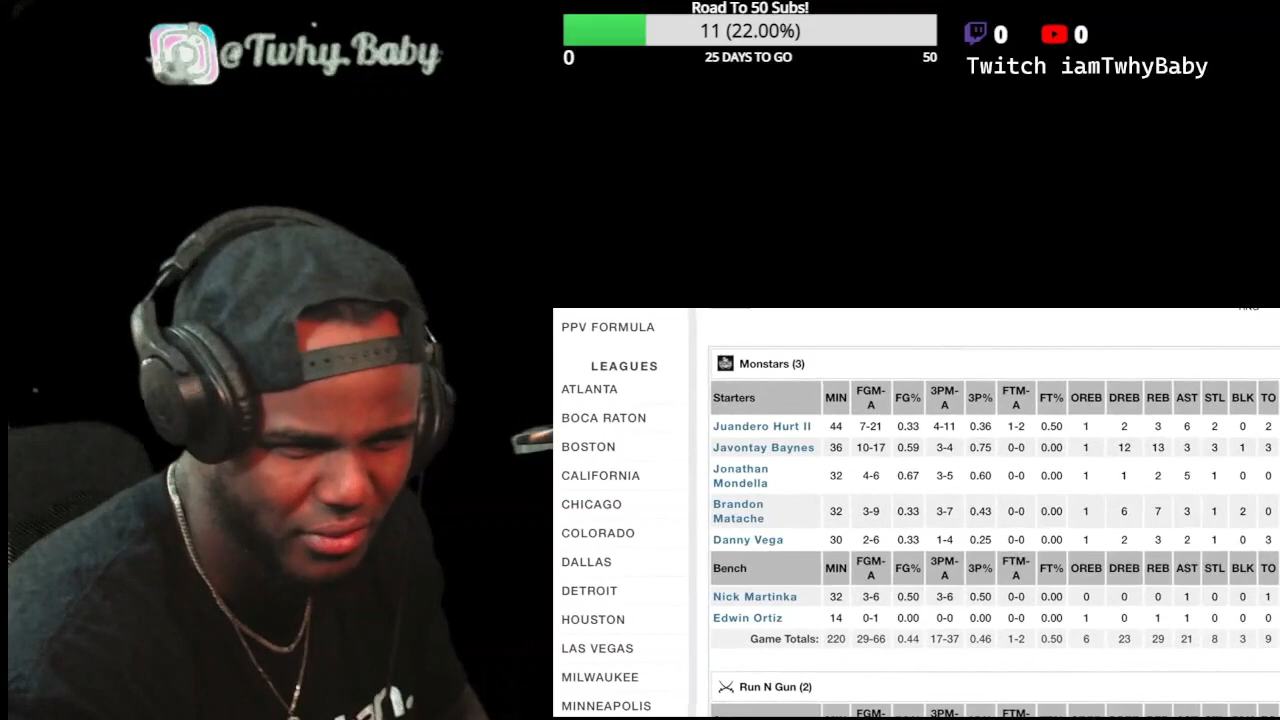 @Twhy.Baby
Road To 50 Subs!
11 (22.00%)
0 25 DAYS TO GO 50
0 0
Twitch iamTwhyBaby
PPV FORMULA
LEAGUES
ATLANTA
BOCA RATON
BOSTON
CALIFORNIA
CHICAGO
COLORADO
DALLAS
DETROIT
HOUSTON
LAS VEGAS
MILWAUKEE
MINNEAPOLIS
Monstars (3)
Starters MIN FGM-A FG% 3PM-A 3P% FTM-A FT% OREB DREB REB AST STL BLK TO
Juandero Hurt II 44 7-21 0.33 4-11 0.36 1-2 0.50 1 2 3 6 2 0 2
Javontay Baynes 36 10-17 0.59 3-4 0.75 0-0 0.00 1 12 13 3 3 1 3
Jonathan Mondella 32 4-6 0.67 3-5 0.60 0-0 0.00 1 1 2 5 1 0 0
Brandon Matache 32 3-9 0.33 3-7 0.43 0-0 0.00 1 6 7 3 1 2 0
Danny Vega 30 2-6 0.33 1-4 0.25 0-0 0.00 1 2 3 2 1 0 3
Bench MIN FGM-A FG% 3PM-A 3P% FTM-A FT% OREB DREB REB AST STL BLK TO
Nick Martinka 32 3-6 0.50 3-6 0.50 0-0 0.00 0 0 0 1 0 0 1
Edwin Ortiz 14 0-1 0.00 0-0 0.00 0-0 0.00 1 0 1 1 0 0 0
Game Totals: 220 29-66 0.44 17-37 0.46 1-2 0.50 6 23 29 21 8 3 9
Run N Gun (2)
FGM- 3PM- FTM-